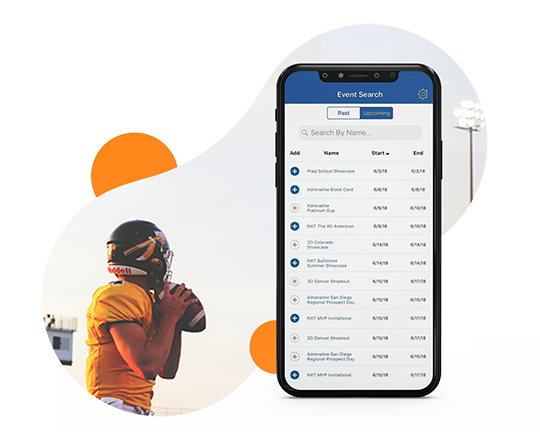 Event Search
Past Upcoming
Search By Name...
Add Name Start End
Prep School Showcase 6/3/18 6/3/18
Adrenaline Black Card 6/8/18 6/8/18
Adrenaline
Platinum Cup 6/9/18 6/10/18
NXT The All-American 6/9/18 6/10/18
3D Colorado
Showcase 6/14/18 6/14/18
NXT Baltimore
Summer Showcase 6/14/18 6/14/18
3D Denver Shootout 6/15/18 6/17/18
Adrenaline San Diego
Regional Prospect Day 6/15/18 6/17/18
NXT MVP Invitational 6/15/18 6/17/18
3D Denver Shootout 6/15/18 6/17/18
Adrenaline San Diego
Regional Prospect Day 6/15/18 6/17/18
NXT MVP Invitational 6/15/18 6/17/18
Riddell